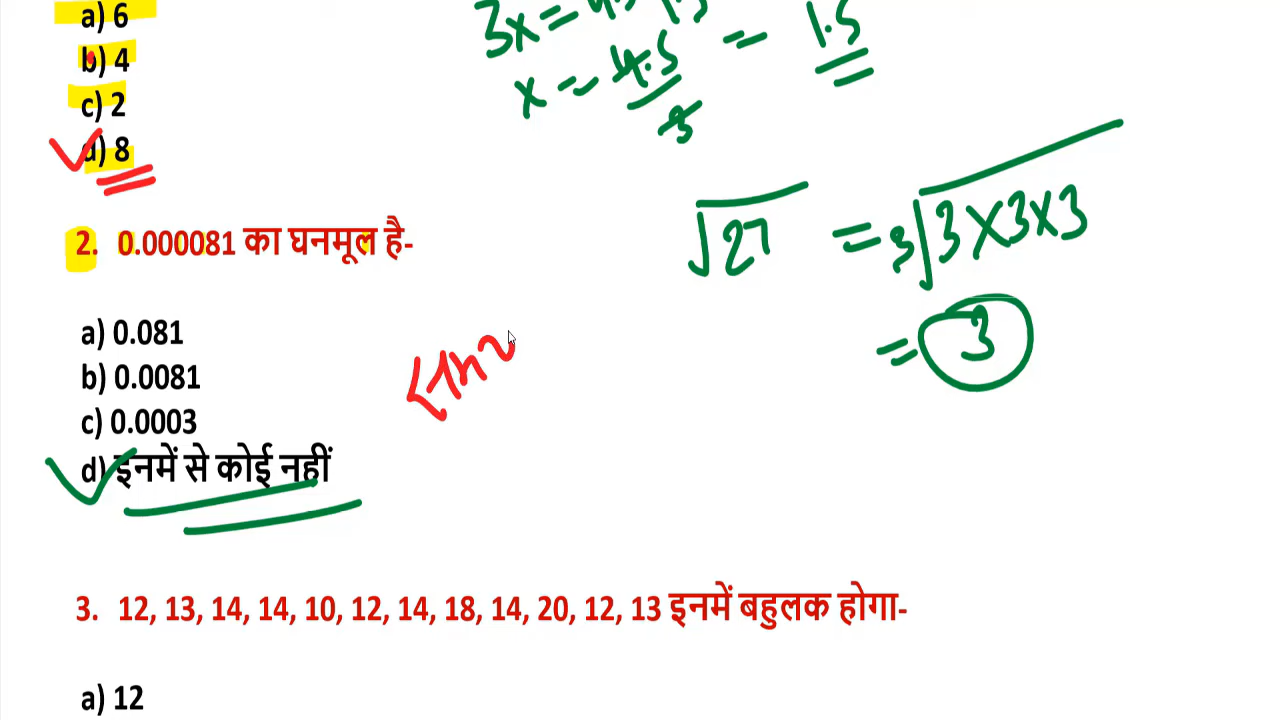 a) 6
b) 4
c) 2
d) 8
3x =
x = 4.5/3 = 1.5
2. 0.000081 का घनमूल है-
√27 = 3√3×3×3
= 3
a) 0.081
b) 0.0081
c) 0.0003
d) इनमें से कोई नहीं
3. 12, 13, 14, 14, 10, 12, 14, 18, 14, 20, 12, 13 इनमें बहुलक होगा-
a) 12